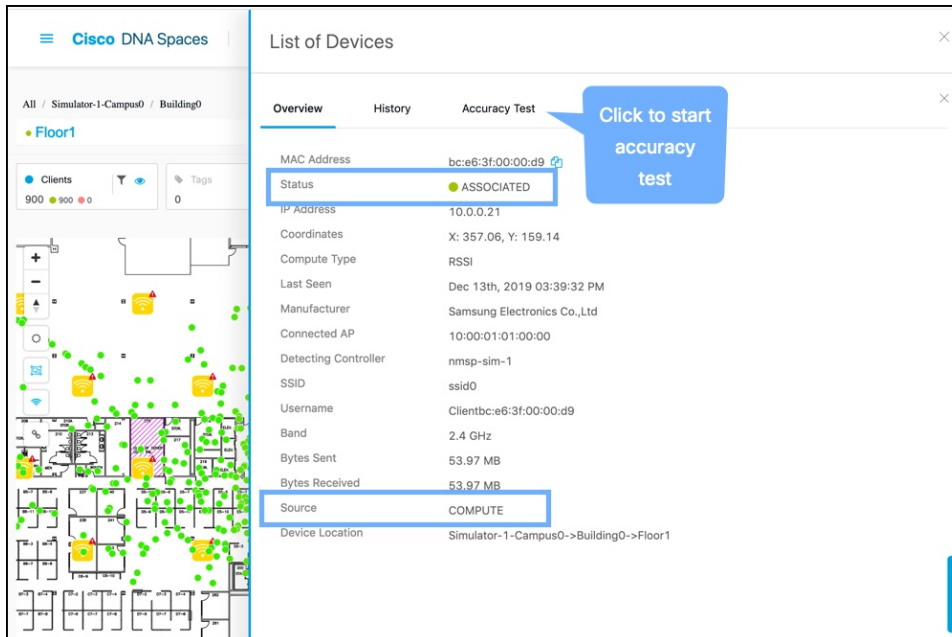 Cisco DNA Spaces
List of Devices
All / Simulator-1-Campus0 / Building0
Floor1
Clients
900 900 0
Tags
0
Overview History Accuracy Test
Click to start
accuracy
test
MAC Address bc:e6:3f:00:00:d9
Status ASSOCIATED
IP Address 10.0.0.21
Coordinates X: 357.06, Y: 159.14
Compute Type RSSI
Last Seen Dec 13th, 2019 03:39:32 PM
Manufacturer Samsung Electronics Co.,Ltd
Connected AP 10:00:01:01:00:00
Detecting Controller nmsp-sim-1
SSID ssid0
Username Clientbc:e6:3f:00:00:d9
Band 2.4 GHz
Bytes Sent 53.97 MB
Bytes Received 53.97 MB
Source COMPUTE
Device Location Simulator-1-Campus0->Building0->Floor1